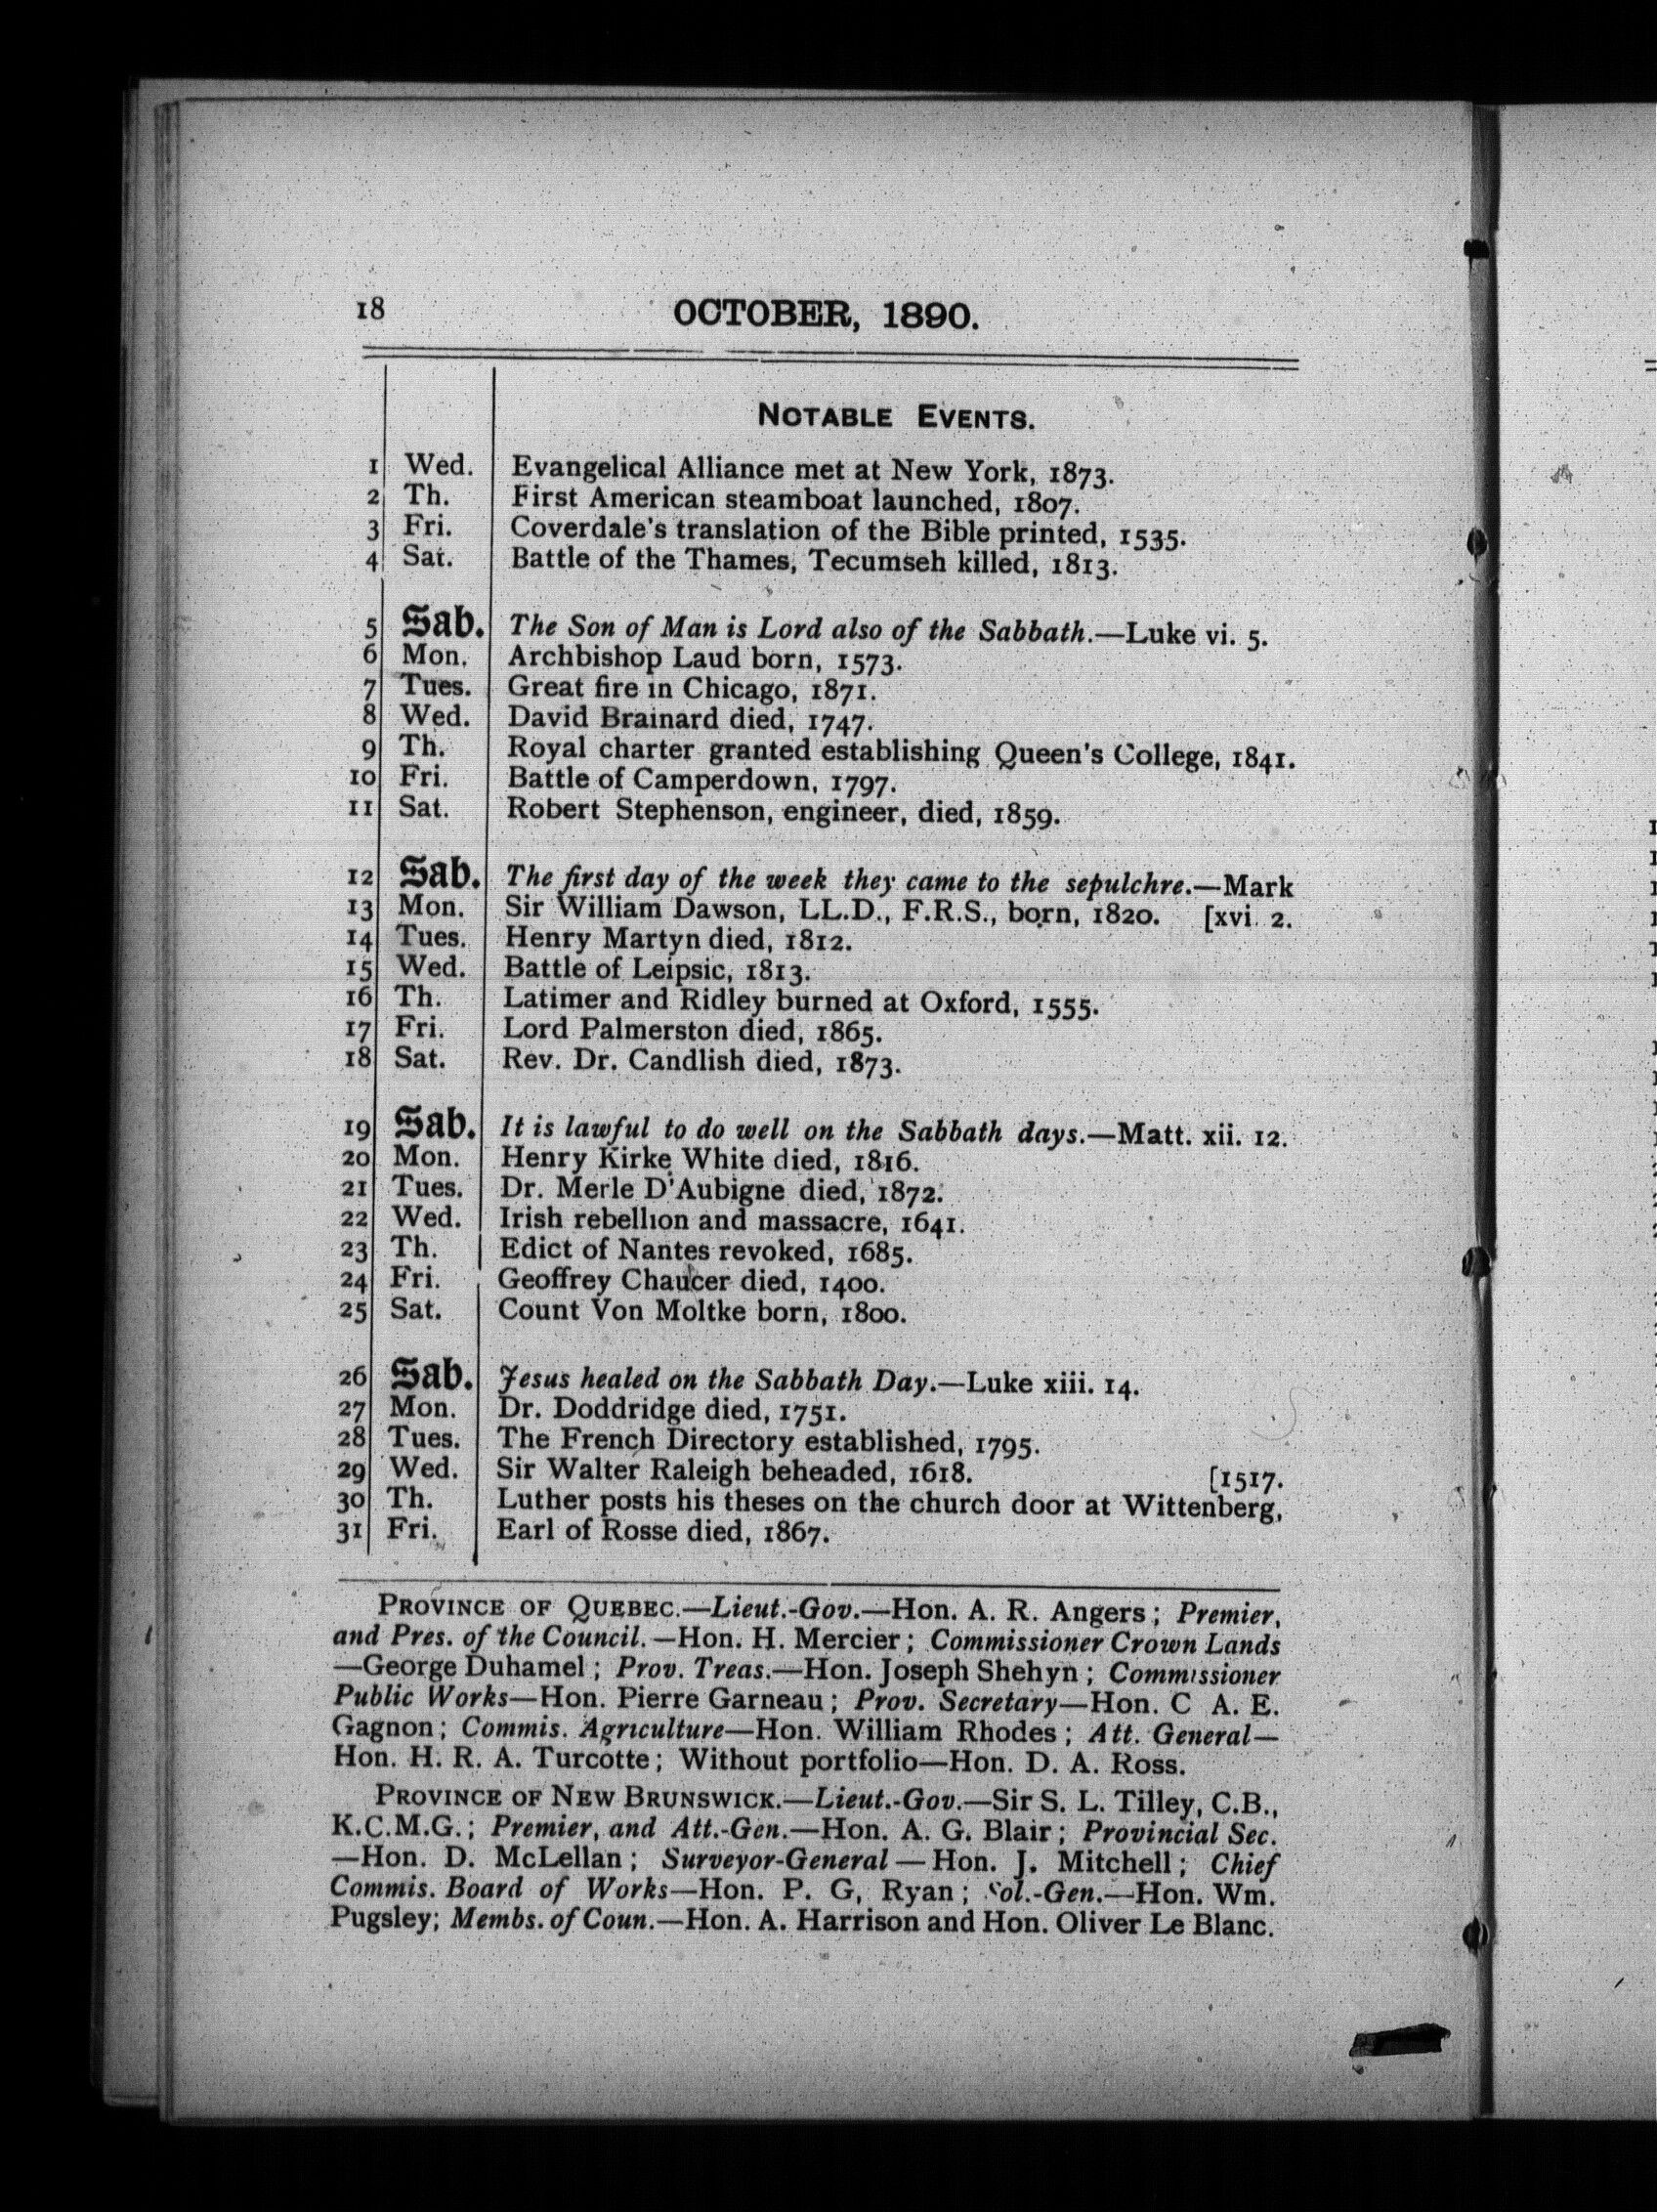 18
OCTOBER, 1890.
NOTABLE EVENTS.
1 Wed. Evangelical Alliance met at New York, 1873.
2 Th. First American steamboat launched, 1807.
3 Fri. Coverdale's translation of the Bible printed, 1535.
4 Sat. Battle of the Thames, Tecumseh killed, 1813.
5 Sab. The Son of Man is Lord also of the Sabbath.—Luke vi. 5.
6 Mon. Archbishop Laud born, 1573.
7 Tues. Great fire in Chicago, 1871.
8 Wed. David Brainard died, 1747.
9 Th. Royal charter granted establishing Queen's College, 1841.
10 Fri. Battle of Camperdown, 1797.
11 Sat. Robert Stephenson, engineer, died, 1859.
12 Sab. The first day of the week they came to the sepulchre.—Mark
13 Mon. Sir William Dawson, LL.D., F.R.S., born, 1820. [xvi. 2.
14 Tues. Henry Martyn died, 1812.
15 Wed. Battle of Leipsic, 1813.
16 Th. Latimer and Ridley burned at Oxford, 1555.
17 Fri. Lord Palmerston died, 1865.
18 Sat. Rev. Dr. Candlish died, 1873.
19 Sab. It is lawful to do well on the Sabbath days.—Matt. xii. 12.
20 Mon. Henry Kirke White died, 1816.
21 Tues. Dr. Merle D'Aubigne died, 1872.
22 Wed. Irish rebellion and massacre, 1641.
23 Th. Edict of Nantes revoked, 1685.
24 Fri. Geoffrey Chaucer died, 1400.
25 Sat. Count Von Moltke born, 1800.
26 Sab. Jesus healed on the Sabbath Day.—Luke xiii. 14.
27 Mon. Dr. Doddridge died, 1751.
28 Tues. The French Directory established, 1795.
29 Wed. Sir Walter Raleigh beheaded, 1618. [1517.
30 Th. Luther posts his theses on the church door at Wittenberg,
31 Fri. Earl of Rosse died, 1867.
PROVINCE OF QUEBEC.—Lieut.-Gov.—Hon. A. R. Angers; Premier,
and Pres. of the Council.—Hon. H. Mercier; Commissioner Crown Lands
—George Duhamel; Prov. Treas.—Hon. Joseph Shehyn; Commissioner
Public Works—Hon. Pierre Garneau; Prov. Secretary—Hon. C A. E.
Gagnon; Commis. Agriculture—Hon. William Rhodes; Att. General—
Hon. H. R. A. Turcotte; Without portfolio—Hon. D. A. Ross.
PROVINCE OF NEW BRUNSWICK.—Lieut.-Gov.—Sir S. L. Tilley, C.B.,
K.C.M.G.; Premier, and Att.-Gen.—Hon. A. G. Blair; Provincial Sec.
—Hon. D. McLellan; Surveyor-General—Hon. J. Mitchell; Chief
Commis. Board of Works—Hon. P. G, Ryan; Sol.-Gen.—Hon. Wm.
Pugsley; Membs. of Coun.—Hon. A. Harrison and Hon. Oliver Le Blanc.